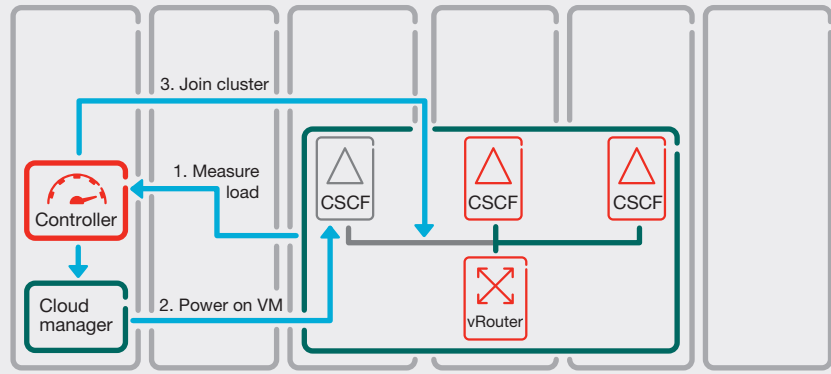 3. Join cluster
1. Measure
load
CSCF
CSCF
CSCF
Controller
Cloud
manager
2. Power on VM
vRouter